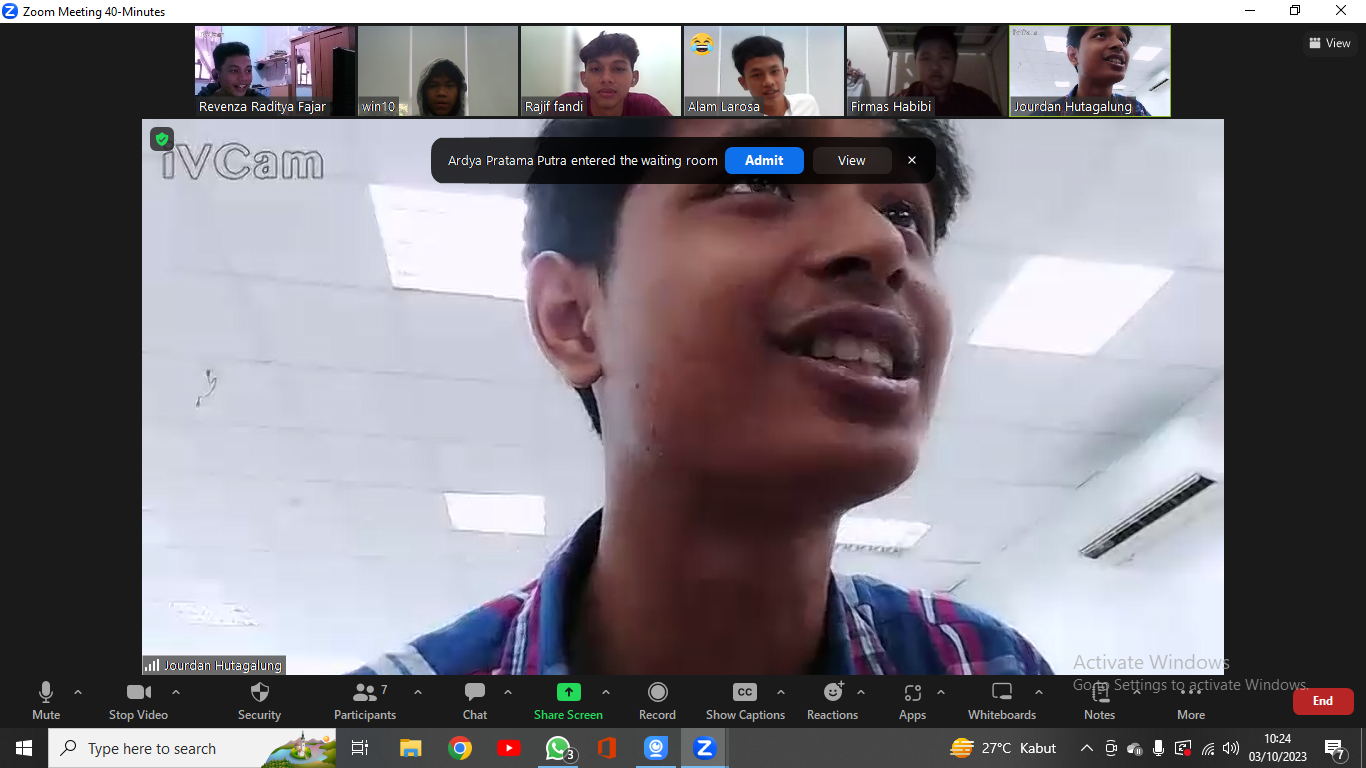 Zoom Meeting 40-Minutes
View
Revenza Raditya Fajar
win10
Rajif fandi
Alam Larosa
Firmas Habibi
Jourdan Hutagalung
iVCam
Ardya Pratama Putra entered the waiting room
Admit
View
Jourdan Hutagalung
Activate Windows
Go to Settings to activate Windows.
Mute
Stop Video
Security
7
Participants
Chat
Share Screen
Record
CC
Show Captions
Reactions
Apps
Whiteboards
Notes
More
End
Type here to search
3
27°C Kabut
10:24
03/10/2023
7